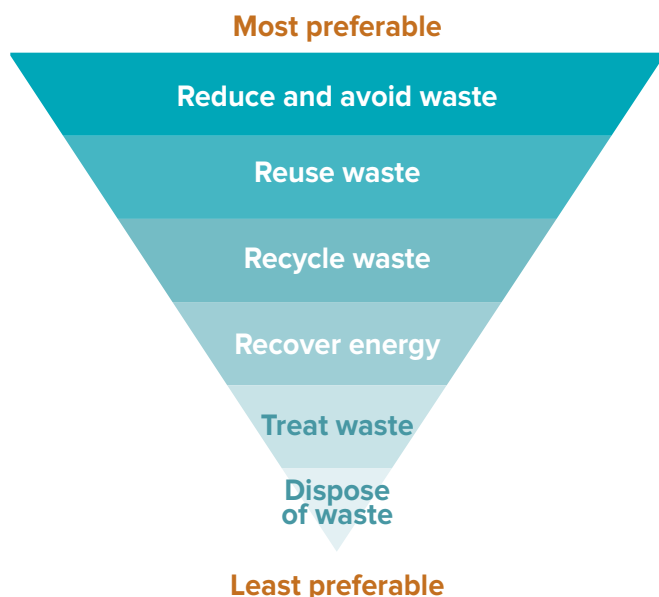 Most preferable
Reduce and avoid waste
Reuse waste
Recycle waste
Recover energy
Treat waste
Dispose
of waste
Least preferable